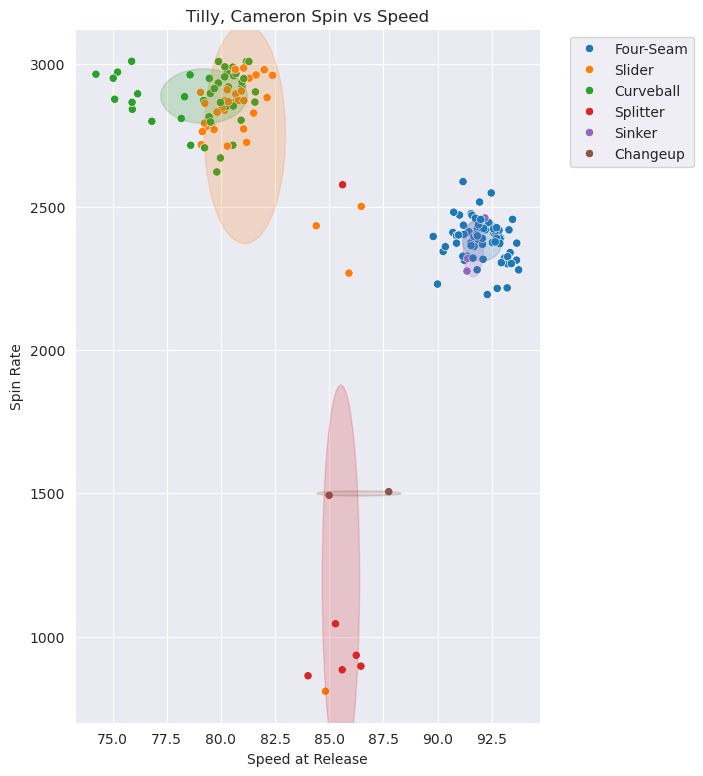 Tilly, Cameron Spin vs Speed
Four-Seam
Slider
Curveball
Splitter
Sinker
Changeup
3000
2500
2000
1500
1000
Spin Rate
75.0 77.5 80.0 82.5 85.0 87.5 90.0 92.5
Speed at Release